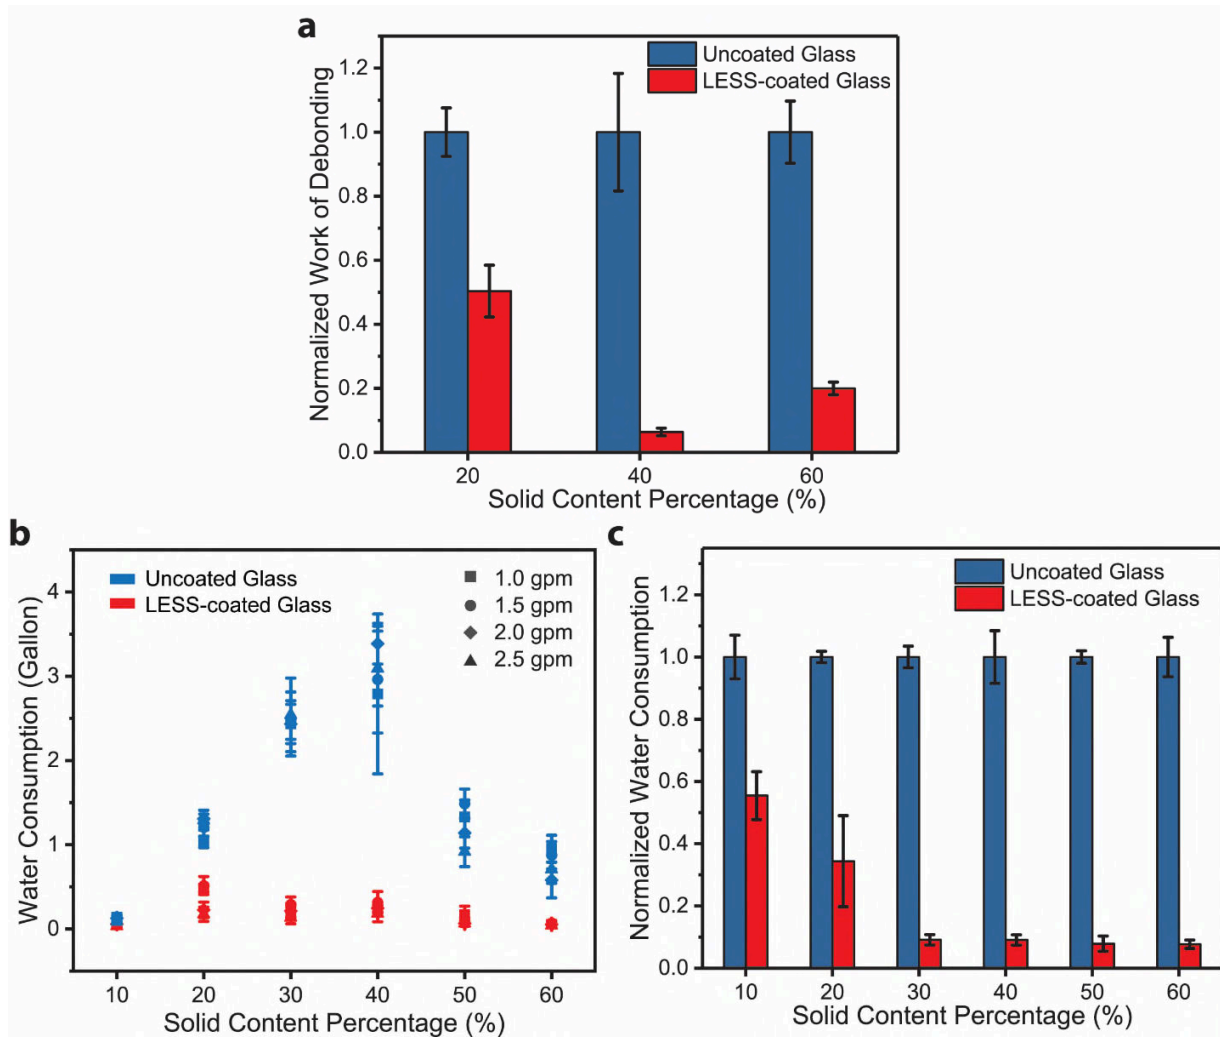 a
Uncoated Glass
LESS-coated Glass
Normalized Work of Debonding
1.2
1.0
0.8
0.6
0.4
0.2
0.0
20 40 60
Solid Content Percentage (%)
b
Uncoated Glass
LESS-coated Glass
1.0 gpm
1.5 gpm
2.0 gpm
2.5 gpm
Water Consumption (Gallon)
4
3
2
1
0
10 20 30 40 50 60
Solid Content Percentage (%)
c
Uncoated Glass
LESS-coated Glass
Normalized Water Consumption
1.2
1.0
0.8
0.6
0.4
0.2
0.0
10 20 30 40 50 60
Solid Content Percentage (%)